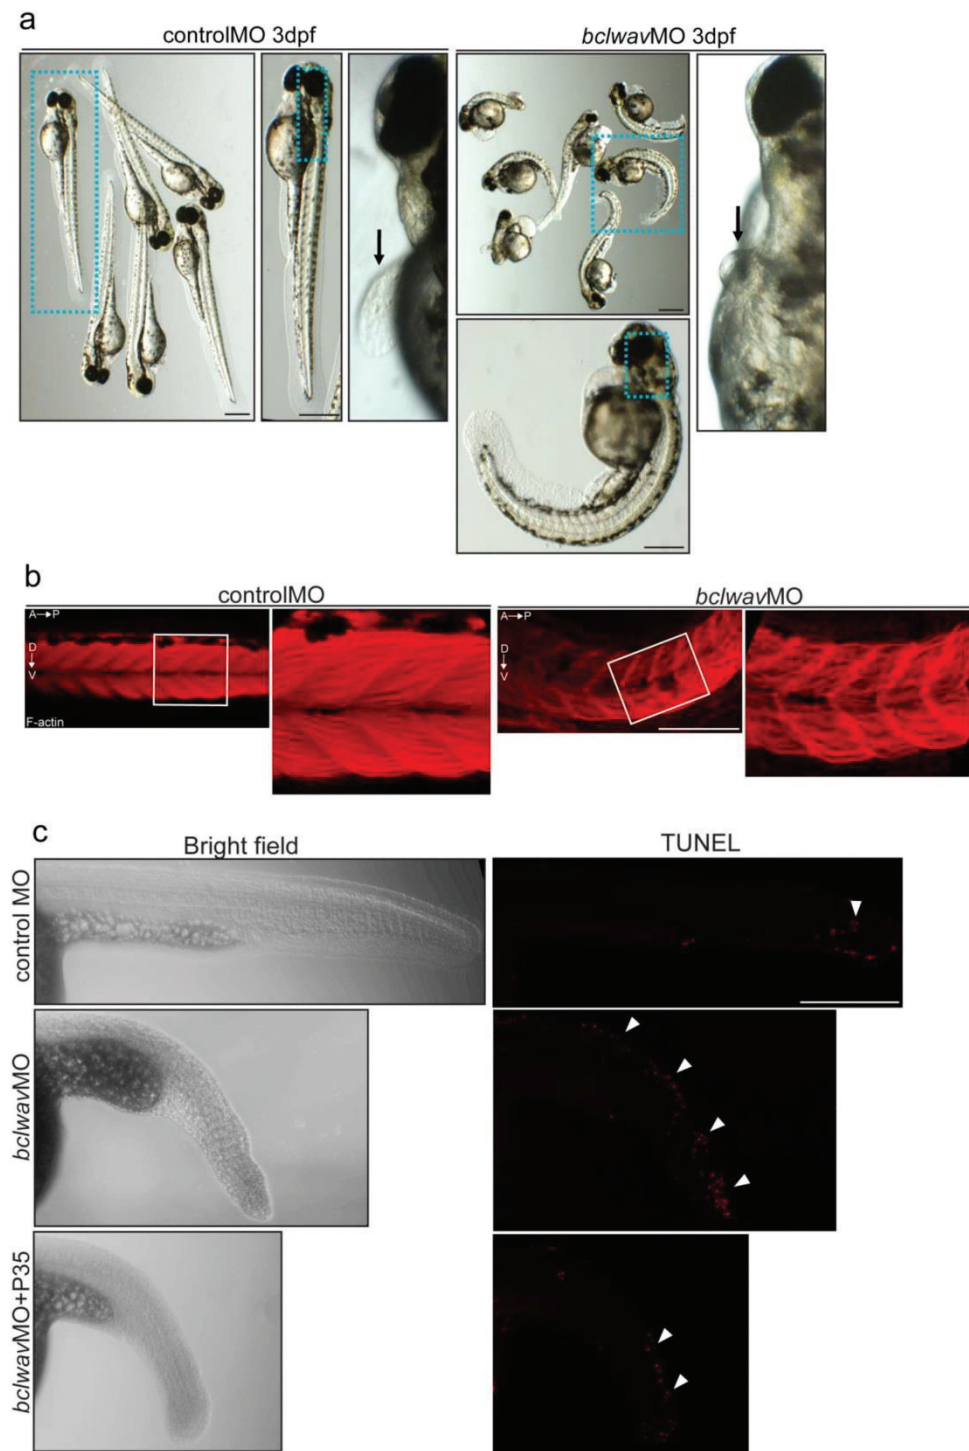 a
controlMO 3dpf
bclwavMO 3dpf
b
controlMO
bclwavMO
A→P
D
↓
V
F-actin
A→P
D
↓
V
c
Bright field
TUNEL
control MO
bclwavMO
bclwavMO+P35